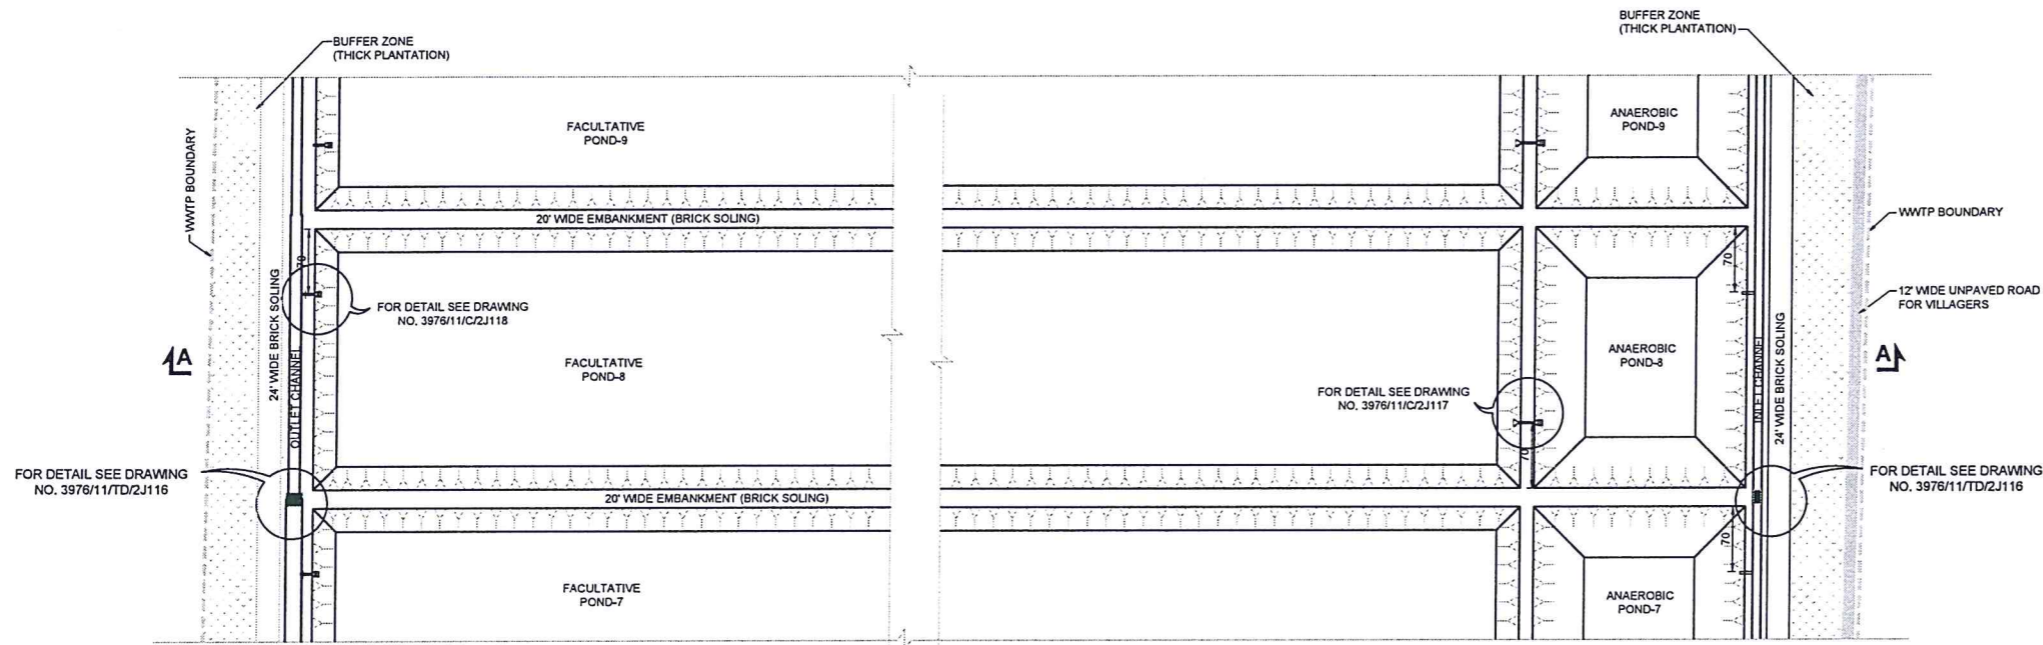 BUFFER ZONE
(THICK PLANTATION)
BUFFER ZONE
(THICK PLANTATION)
WWTP BOUNDARY
FACULTATIVE
POND-9
ANAEROBIC
POND-9
20' WIDE EMBANKMENT (BRICK SOLING)
WWTP BOUNDARY
70
70
12' WIDE UNPAVED ROAD
FOR VILLAGERS
24' WIDE BRICK SOLING
OUTLET CHANNEL
FOR DETAIL SEE DRAWING
NO. 3976/11/C/2J118
A
FACULTATIVE
POND-8
ANAEROBIC
POND-8
INLET CHANNEL
24' WIDE BRICK SOLING
A
FOR DETAIL SEE DRAWING
NO. 3976/11/C/2J117
70
FOR DETAIL SEE DRAWING
NO. 3976/11/TD/2J116
20' WIDE EMBANKMENT (BRICK SOLING)
FOR DETAIL SEE DRAWING
NO. 3976/11/TD/2J116
70
FACULTATIVE
POND-7
ANAEROBIC
POND-7